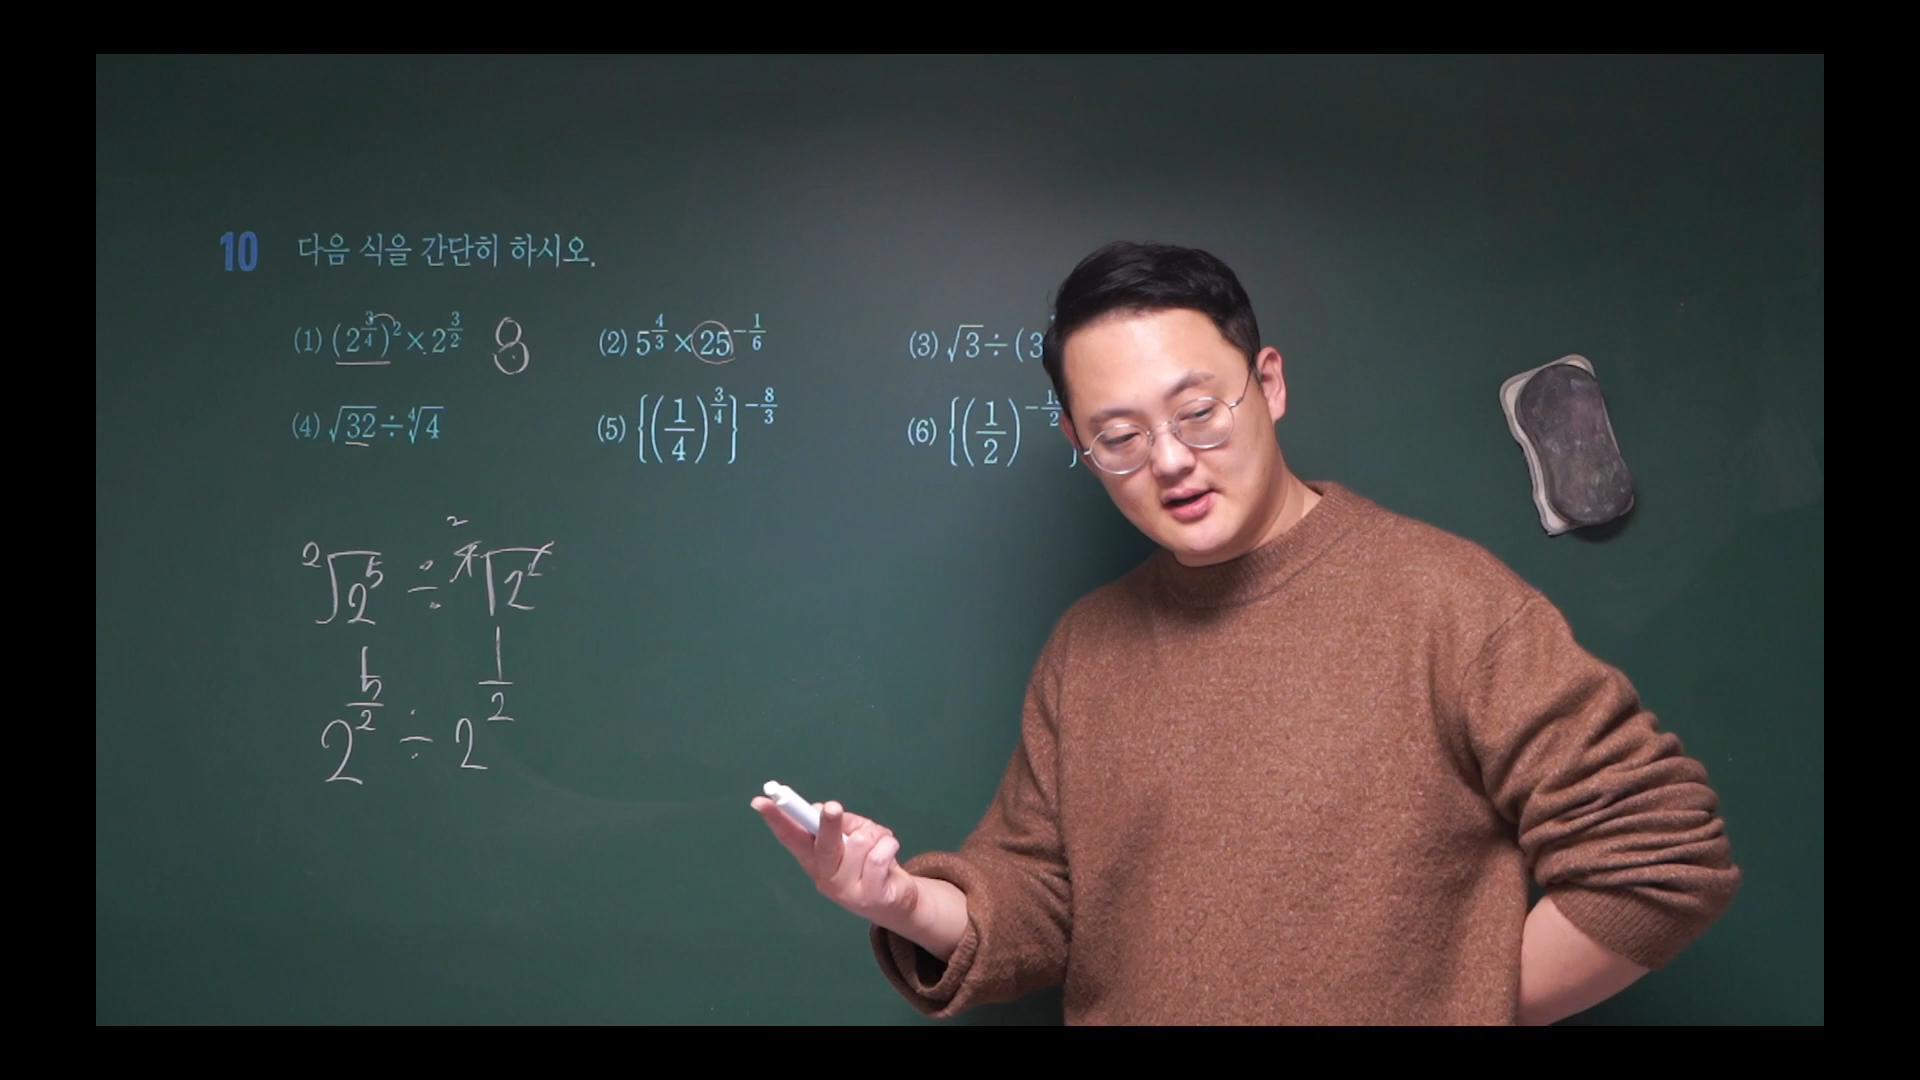 10 다음 식을 간단히 하시오.
(1) (2^{3/4})^2 × 2^{3/2} 8 (2) 5^{4/3} × 25^{-1/6} (3) √3 ÷ (3
(4) √32 ÷ ⁴√4 (5) {(1/4)^{3/4}}^{-8/3} (6) {(1/2)
²√2⁵ ÷ ⁴√2² 2
2^{5/2} ÷ 2^{1/2}